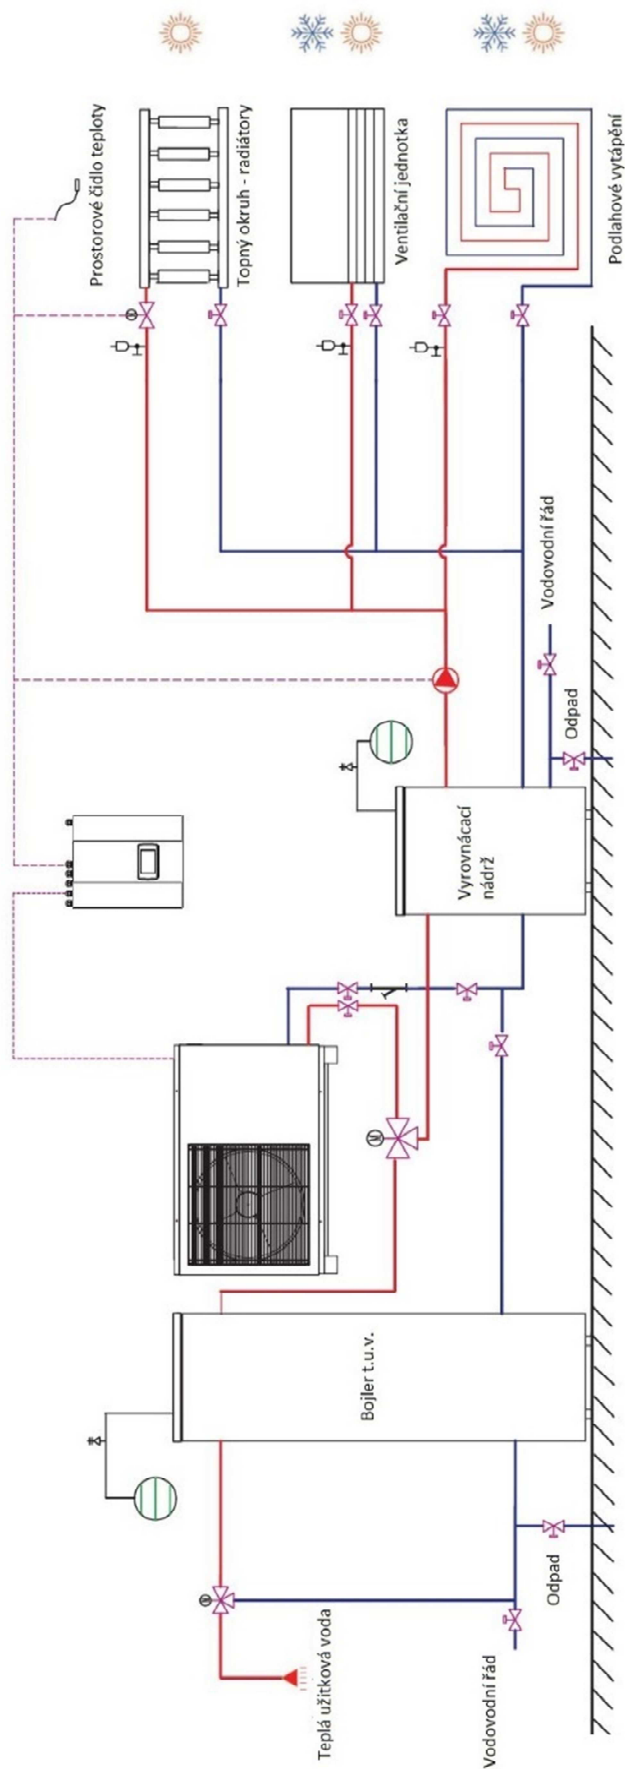 Prostorové čidlo teploty
Topný okruh - radiátory
Ventilační jednotka
Podlahové vytápění
Vodovodní řád
Odpad
Vyrovnácací
nádrž
M
Bojler t.u.v.
Odpad
Teplá užitková voda
Vodovodní řád